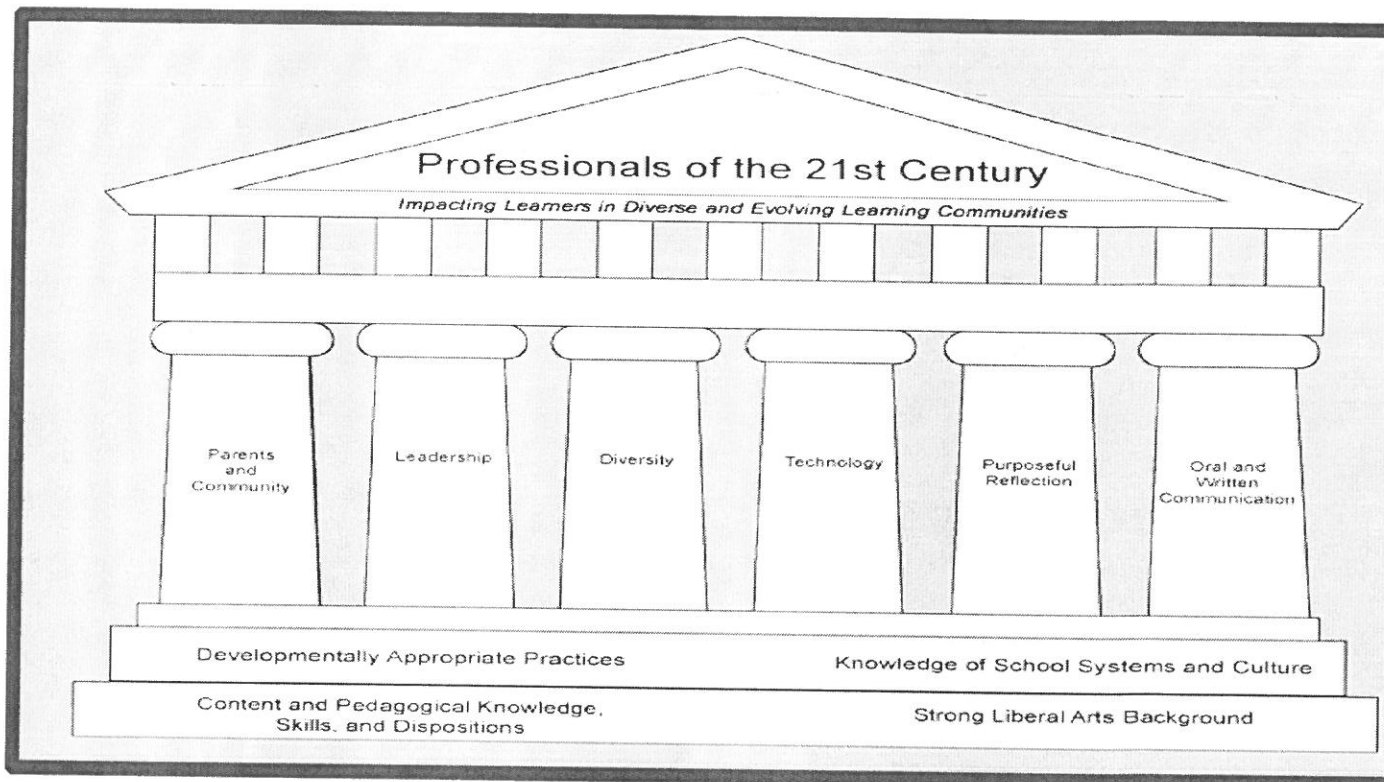 Professionals of the 21st Century
Impacting Learners in Diverse and Evolving Learning Communities
Parents
and
Community
Leadership
Diversity
Technology
Purposeful
Reflection
Oral and
Written
Communication
Developmentally Appropriate Practices
Knowledge of School Systems and Culture
Content and Pedagogical Knowledge,
Skills, and Dispositions
Strong Liberal Arts Background